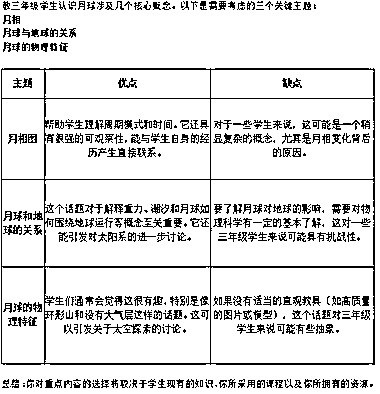 教三年级学生认识月球涉及几个核心概念。以下是需要考虑的三个关键主题：
月相
月球与地球的关系
月球的物理特征
主题 优点 缺点
月相图
帮助学生理解周期模式和时间。它还具
有很强的可观察性，能与学生自身的经
历产生直接联系。
对于一些学生来说，这可能是一个稍
显复杂的概念，尤其是月相变化背后
的原因。
月球和地
球的关系
这个话题对于解释重力、潮汐和月球如
何围绕地球运行等概念至关重要。它还
能引发对太阳系的进一步讨论。
要了解月球对地球的影响，需要对物
理科学有一定的基本了解，这对一些
三年级学生来说可能具有挑战性。
月球的物
理特征
学生们通常会觉得这很有趣，特别是像
环形山和没有大气层这样的话题。这可
以引发关于太空探索的讨论。
如果没有适当的直观教具（如高质量
的图片或模型），这个话题对三年级
学生来说可能有些抽象。
总结：你对重点内容的选择将取决于学生现有的知识、你所采用的课程以及你所拥有的资源。